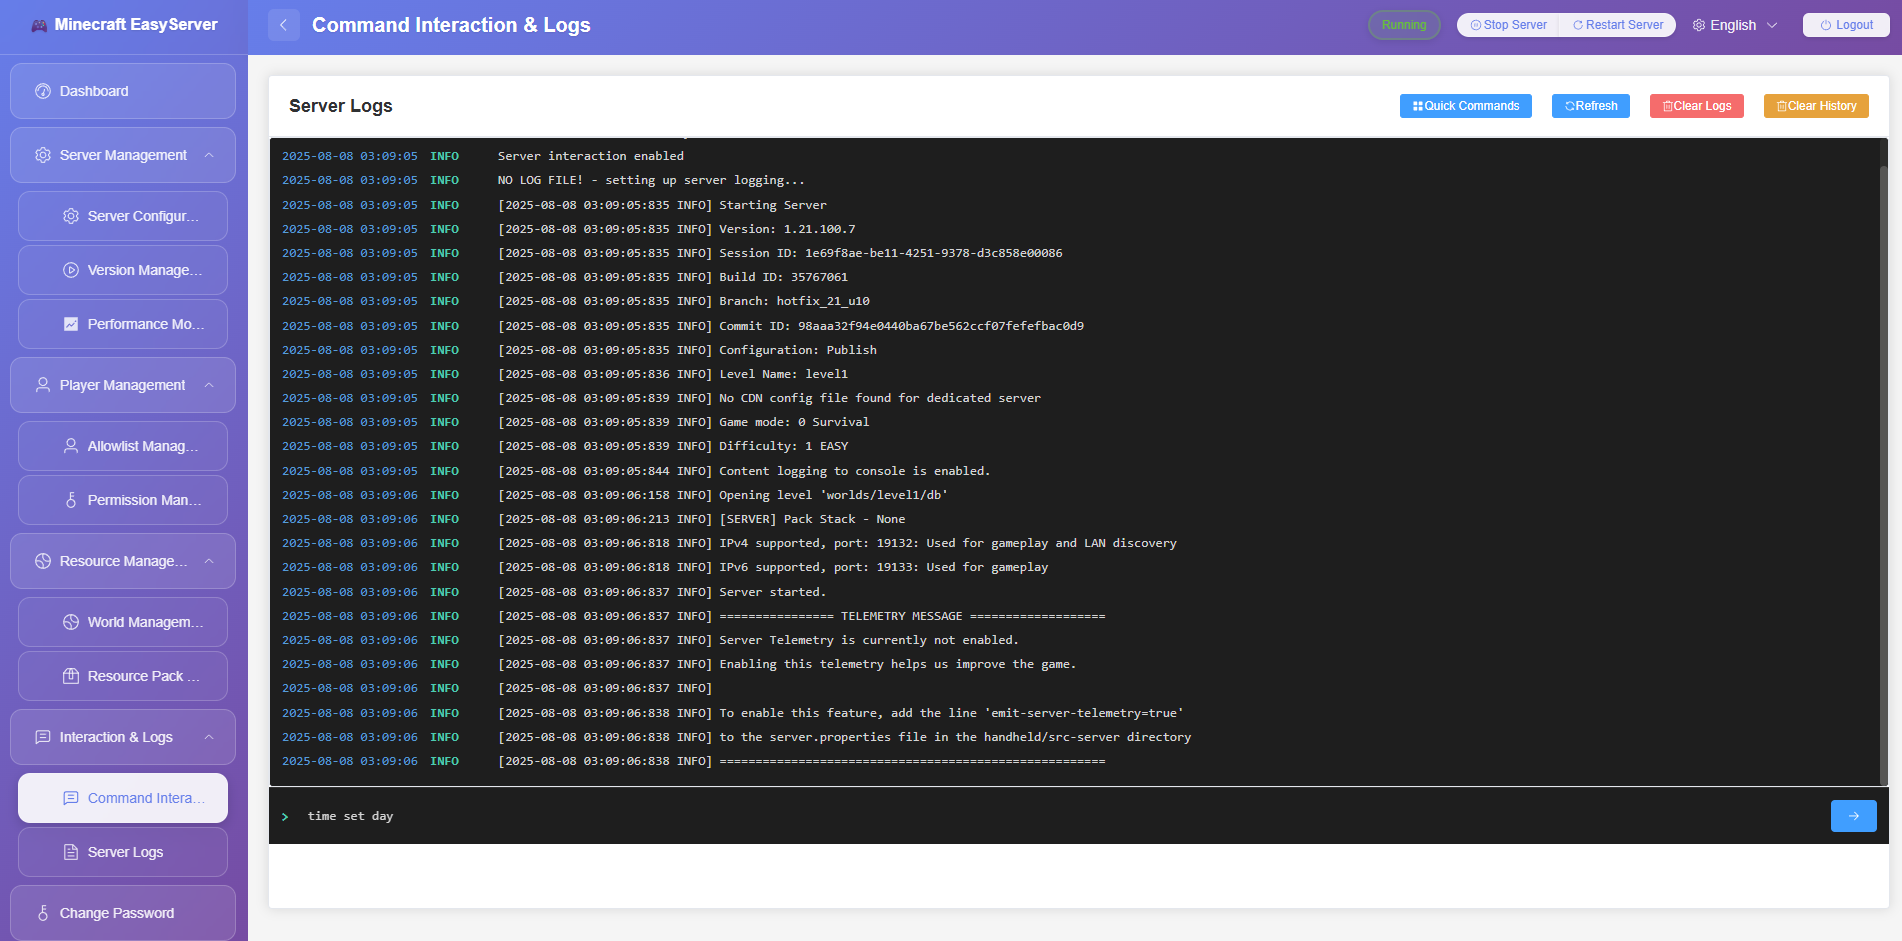 Minecraft EasyServer
Command Interaction & Logs
Running
Stop Server
Restart Server
English
Logout
Dashboard
Server Management
Server Configur...
Version Manage...
Performance Mo...
Player Management
Allowlist Manag...
Permission Man...
Resource Manage...
World Managem...
Resource Pack ...
Interaction & Logs
Command Intera...
Server Logs
Change Password
Server Logs
Quick Commands
Refresh
Clear Logs
Clear History
2025-08-08 03:09:05 INFO Server interaction enabled
2025-08-08 03:09:05 INFO NO LOG FILE! - setting up server logging...
2025-08-08 03:09:05 INFO [2025-08-08 03:09:05:835 INFO] Starting Server
2025-08-08 03:09:05 INFO [2025-08-08 03:09:05:835 INFO] Version: 1.21.100.7
2025-08-08 03:09:05 INFO [2025-08-08 03:09:05:835 INFO] Session ID: 1e69f8ae-be11-4251-9378-d3c858e00086
2025-08-08 03:09:05 INFO [2025-08-08 03:09:05:835 INFO] Build ID: 35767061
2025-08-08 03:09:05 INFO [2025-08-08 03:09:05:835 INFO] Branch: hotfix_21_u10
2025-08-08 03:09:05 INFO [2025-08-08 03:09:05:835 INFO] Commit ID: 98aaa32f94e0440ba67be562ccf07fefefbac0d9
2025-08-08 03:09:05 INFO [2025-08-08 03:09:05:835 INFO] Configuration: Publish
2025-08-08 03:09:05 INFO [2025-08-08 03:09:05:836 INFO] Level Name: level1
2025-08-08 03:09:05 INFO [2025-08-08 03:09:05:839 INFO] No CDN config file found for dedicated server
2025-08-08 03:09:05 INFO [2025-08-08 03:09:05:839 INFO] Game mode: 0 Survival
2025-08-08 03:09:05 INFO [2025-08-08 03:09:05:839 INFO] Difficulty: 1 EASY
2025-08-08 03:09:05 INFO [2025-08-08 03:09:05:844 INFO] Content logging to console is enabled.
2025-08-08 03:09:06 INFO [2025-08-08 03:09:06:158 INFO] Opening level 'worlds/level1/db'
2025-08-08 03:09:06 INFO [2025-08-08 03:09:06:213 INFO] [SERVER] Pack Stack - None
2025-08-08 03:09:06 INFO [2025-08-08 03:09:06:818 INFO] IPv4 supported, port: 19132: Used for gameplay and LAN discovery
2025-08-08 03:09:06 INFO [2025-08-08 03:09:06:818 INFO] IPv6 supported, port: 19133: Used for gameplay
2025-08-08 03:09:06 INFO [2025-08-08 03:09:06:837 INFO] Server started.
2025-08-08 03:09:06 INFO [2025-08-08 03:09:06:837 INFO] ================ TELEMETRY MESSAGE ===================
2025-08-08 03:09:06 INFO [2025-08-08 03:09:06:837 INFO] Server Telemetry is currently not enabled.
2025-08-08 03:09:06 INFO [2025-08-08 03:09:06:837 INFO] Enabling this telemetry helps us improve the game.
2025-08-08 03:09:06 INFO [2025-08-08 03:09:06:837 INFO]
2025-08-08 03:09:06 INFO [2025-08-08 03:09:06:838 INFO] To enable this feature, add the line 'emit-server-telemetry=true'
2025-08-08 03:09:06 INFO [2025-08-08 03:09:06:838 INFO] to the server.properties file in the handheld/src-server directory
2025-08-08 03:09:06 INFO [2025-08-08 03:09:06:838 INFO] ======================================================
> time set day